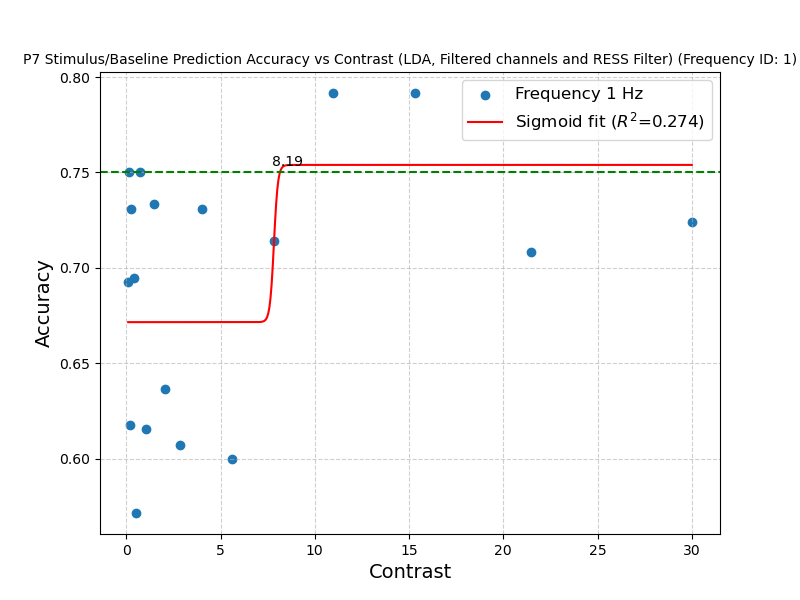 P7 Stimulus/Baseline Prediction Accuracy vs Contrast (LDA, Filtered channels and RESS Filter) (Frequency ID: 1)
0.80
0.75
0.70
0.65
0.60
Accuracy
Frequency 1 Hz
Sigmoid fit (R²=0.274)
8.19
0
5
10
15
20
25
30
Contrast